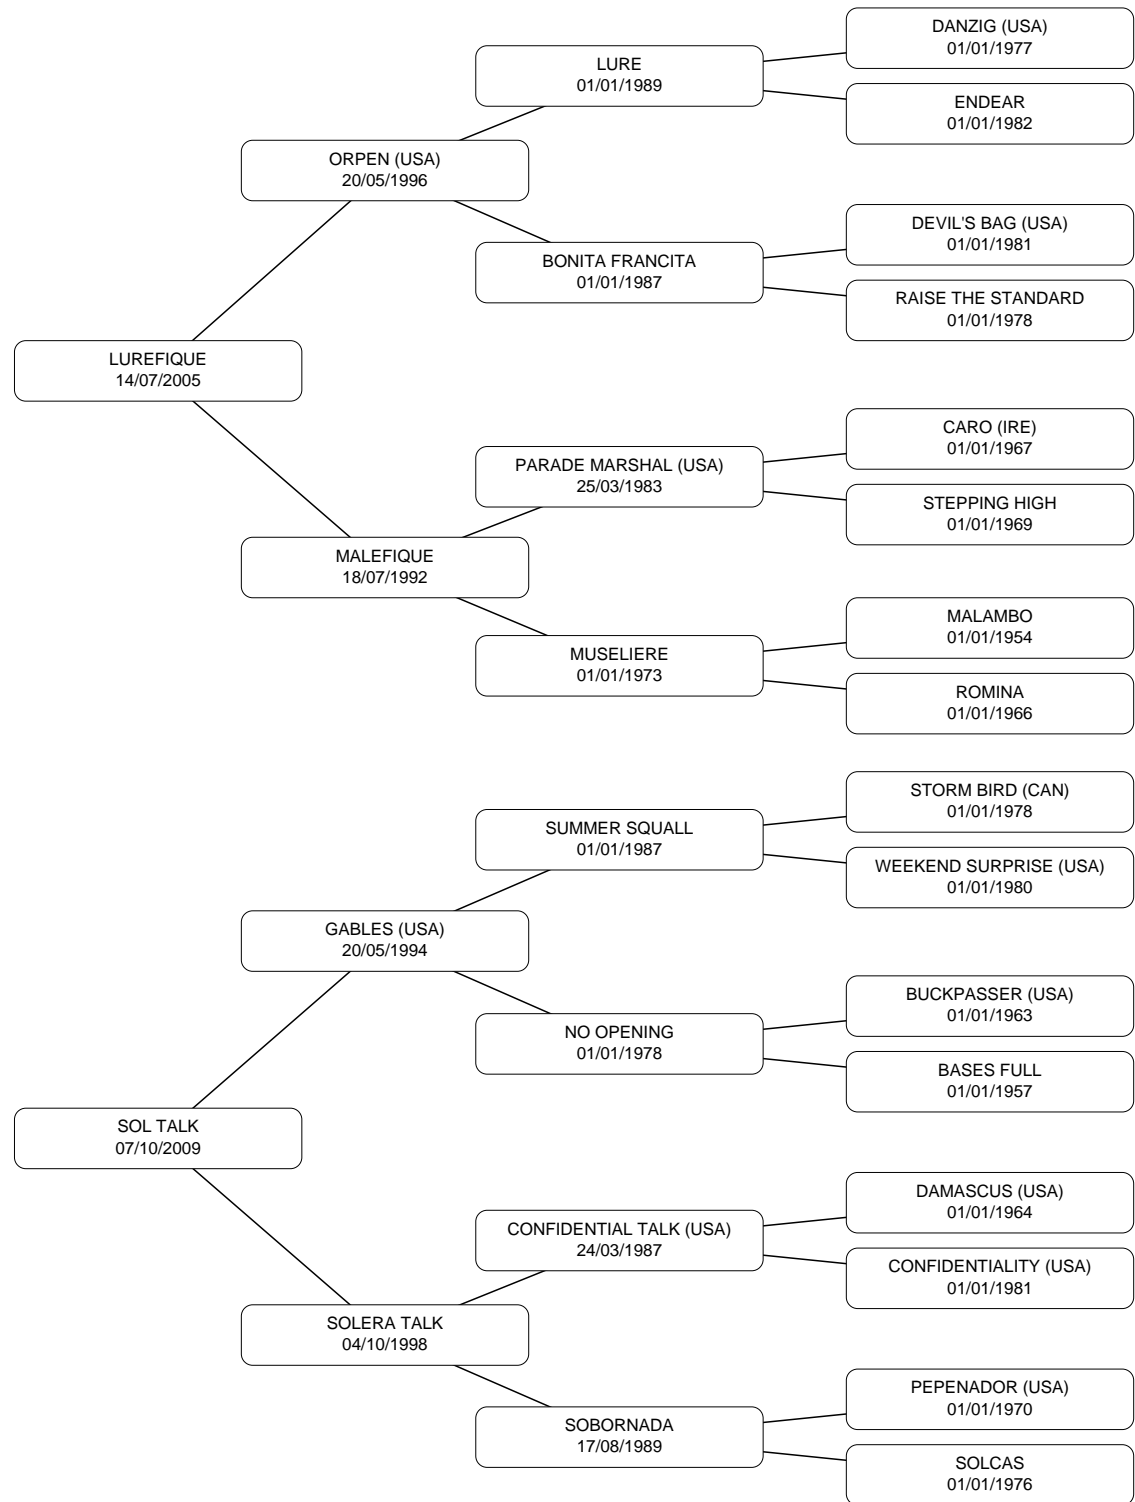 DANZIG (USA)
01/01/1977
LURE
01/01/1989
ENDEAR
01/01/1982
ORPEN (USA)
20/05/1996
DEVIL'S BAG (USA)
01/01/1981
BONITA FRANCITA
01/01/1987
RAISE THE STANDARD
01/01/1978
LUREFIQUE
14/07/2005
CARO (IRE)
01/01/1967
PARADE MARSHAL (USA)
25/03/1983
STEPPING HIGH
01/01/1969
MALEFIQUE
18/07/1992
MALAMBO
01/01/1954
MUSELIERE
01/01/1973
ROMINA
01/01/1966
STORM BIRD (CAN)
01/01/1978
SUMMER SQUALL
01/01/1987
WEEKEND SURPRISE (USA)
01/01/1980
GABLES (USA)
20/05/1994
BUCKPASSER (USA)
01/01/1963
NO OPENING
01/01/1978
BASES FULL
01/01/1957
SOL TALK
07/10/2009
DAMASCUS (USA)
01/01/1964
CONFIDENTIAL TALK (USA)
24/03/1987
CONFIDENTIALITY (USA)
01/01/1981
SOLERA TALK
04/10/1998
PEPENADOR (USA)
01/01/1970
SOBORNADA
17/08/1989
SOLCAS
01/01/1976